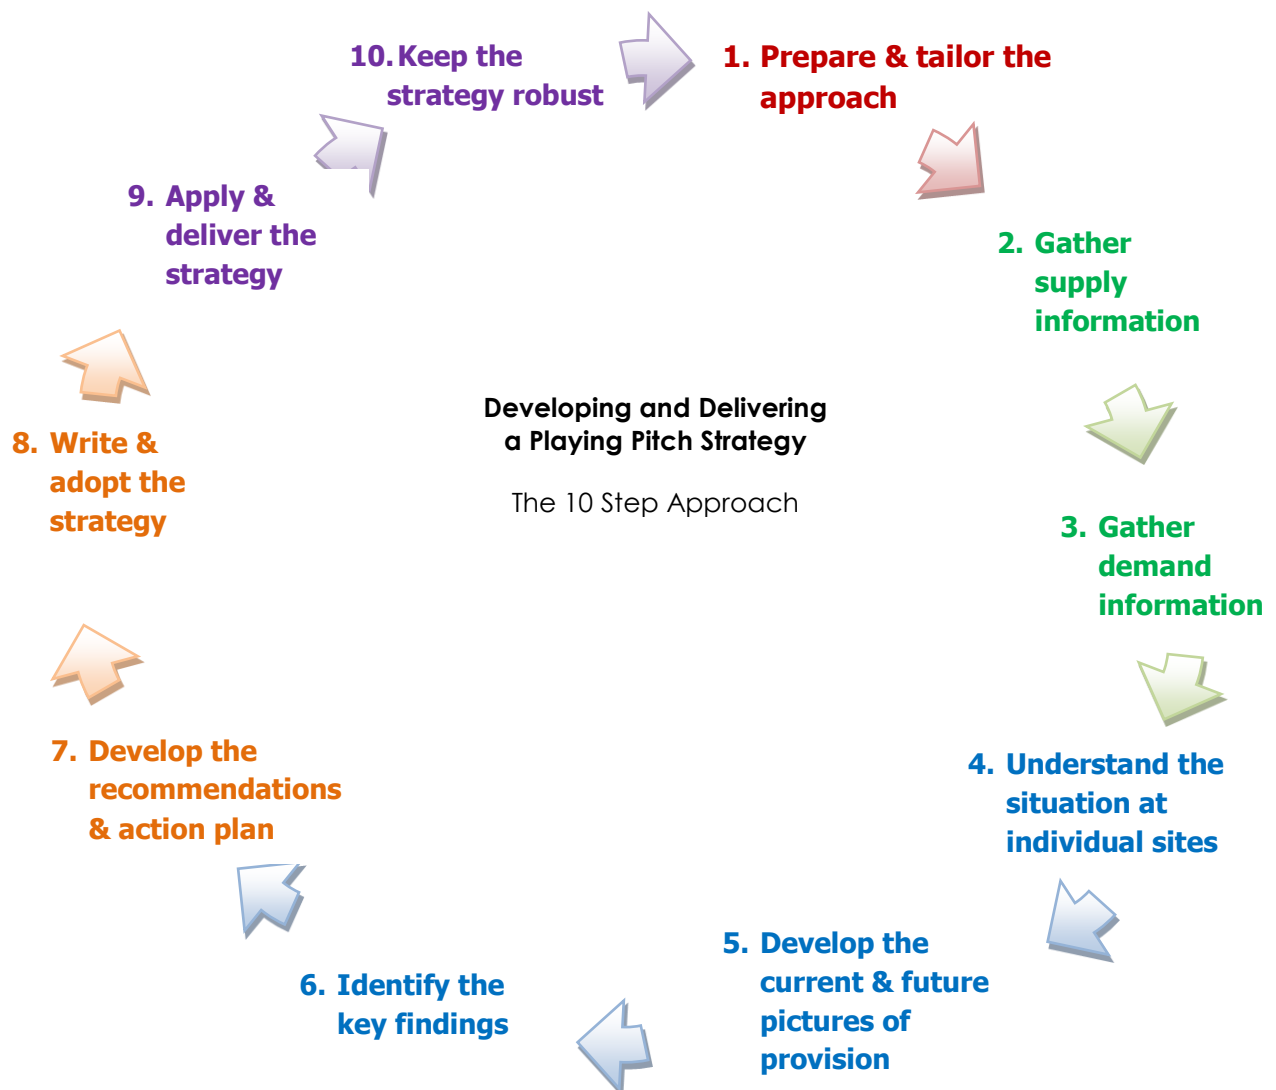 1. Prepare & tailor the
approach
2. Gather
supply
information
3. Gather
demand
information
4. Understand the
situation at
individual sites
5. Develop the
current & future
pictures of
provision
6. Identify the
key findings
7. Develop the
recommendations
& action plan
8. Write &
adopt the
strategy
9. Apply &
deliver the
strategy
10. Keep the
strategy robust
Developing and Delivering
a Playing Pitch Strategy
The 10 Step Approach